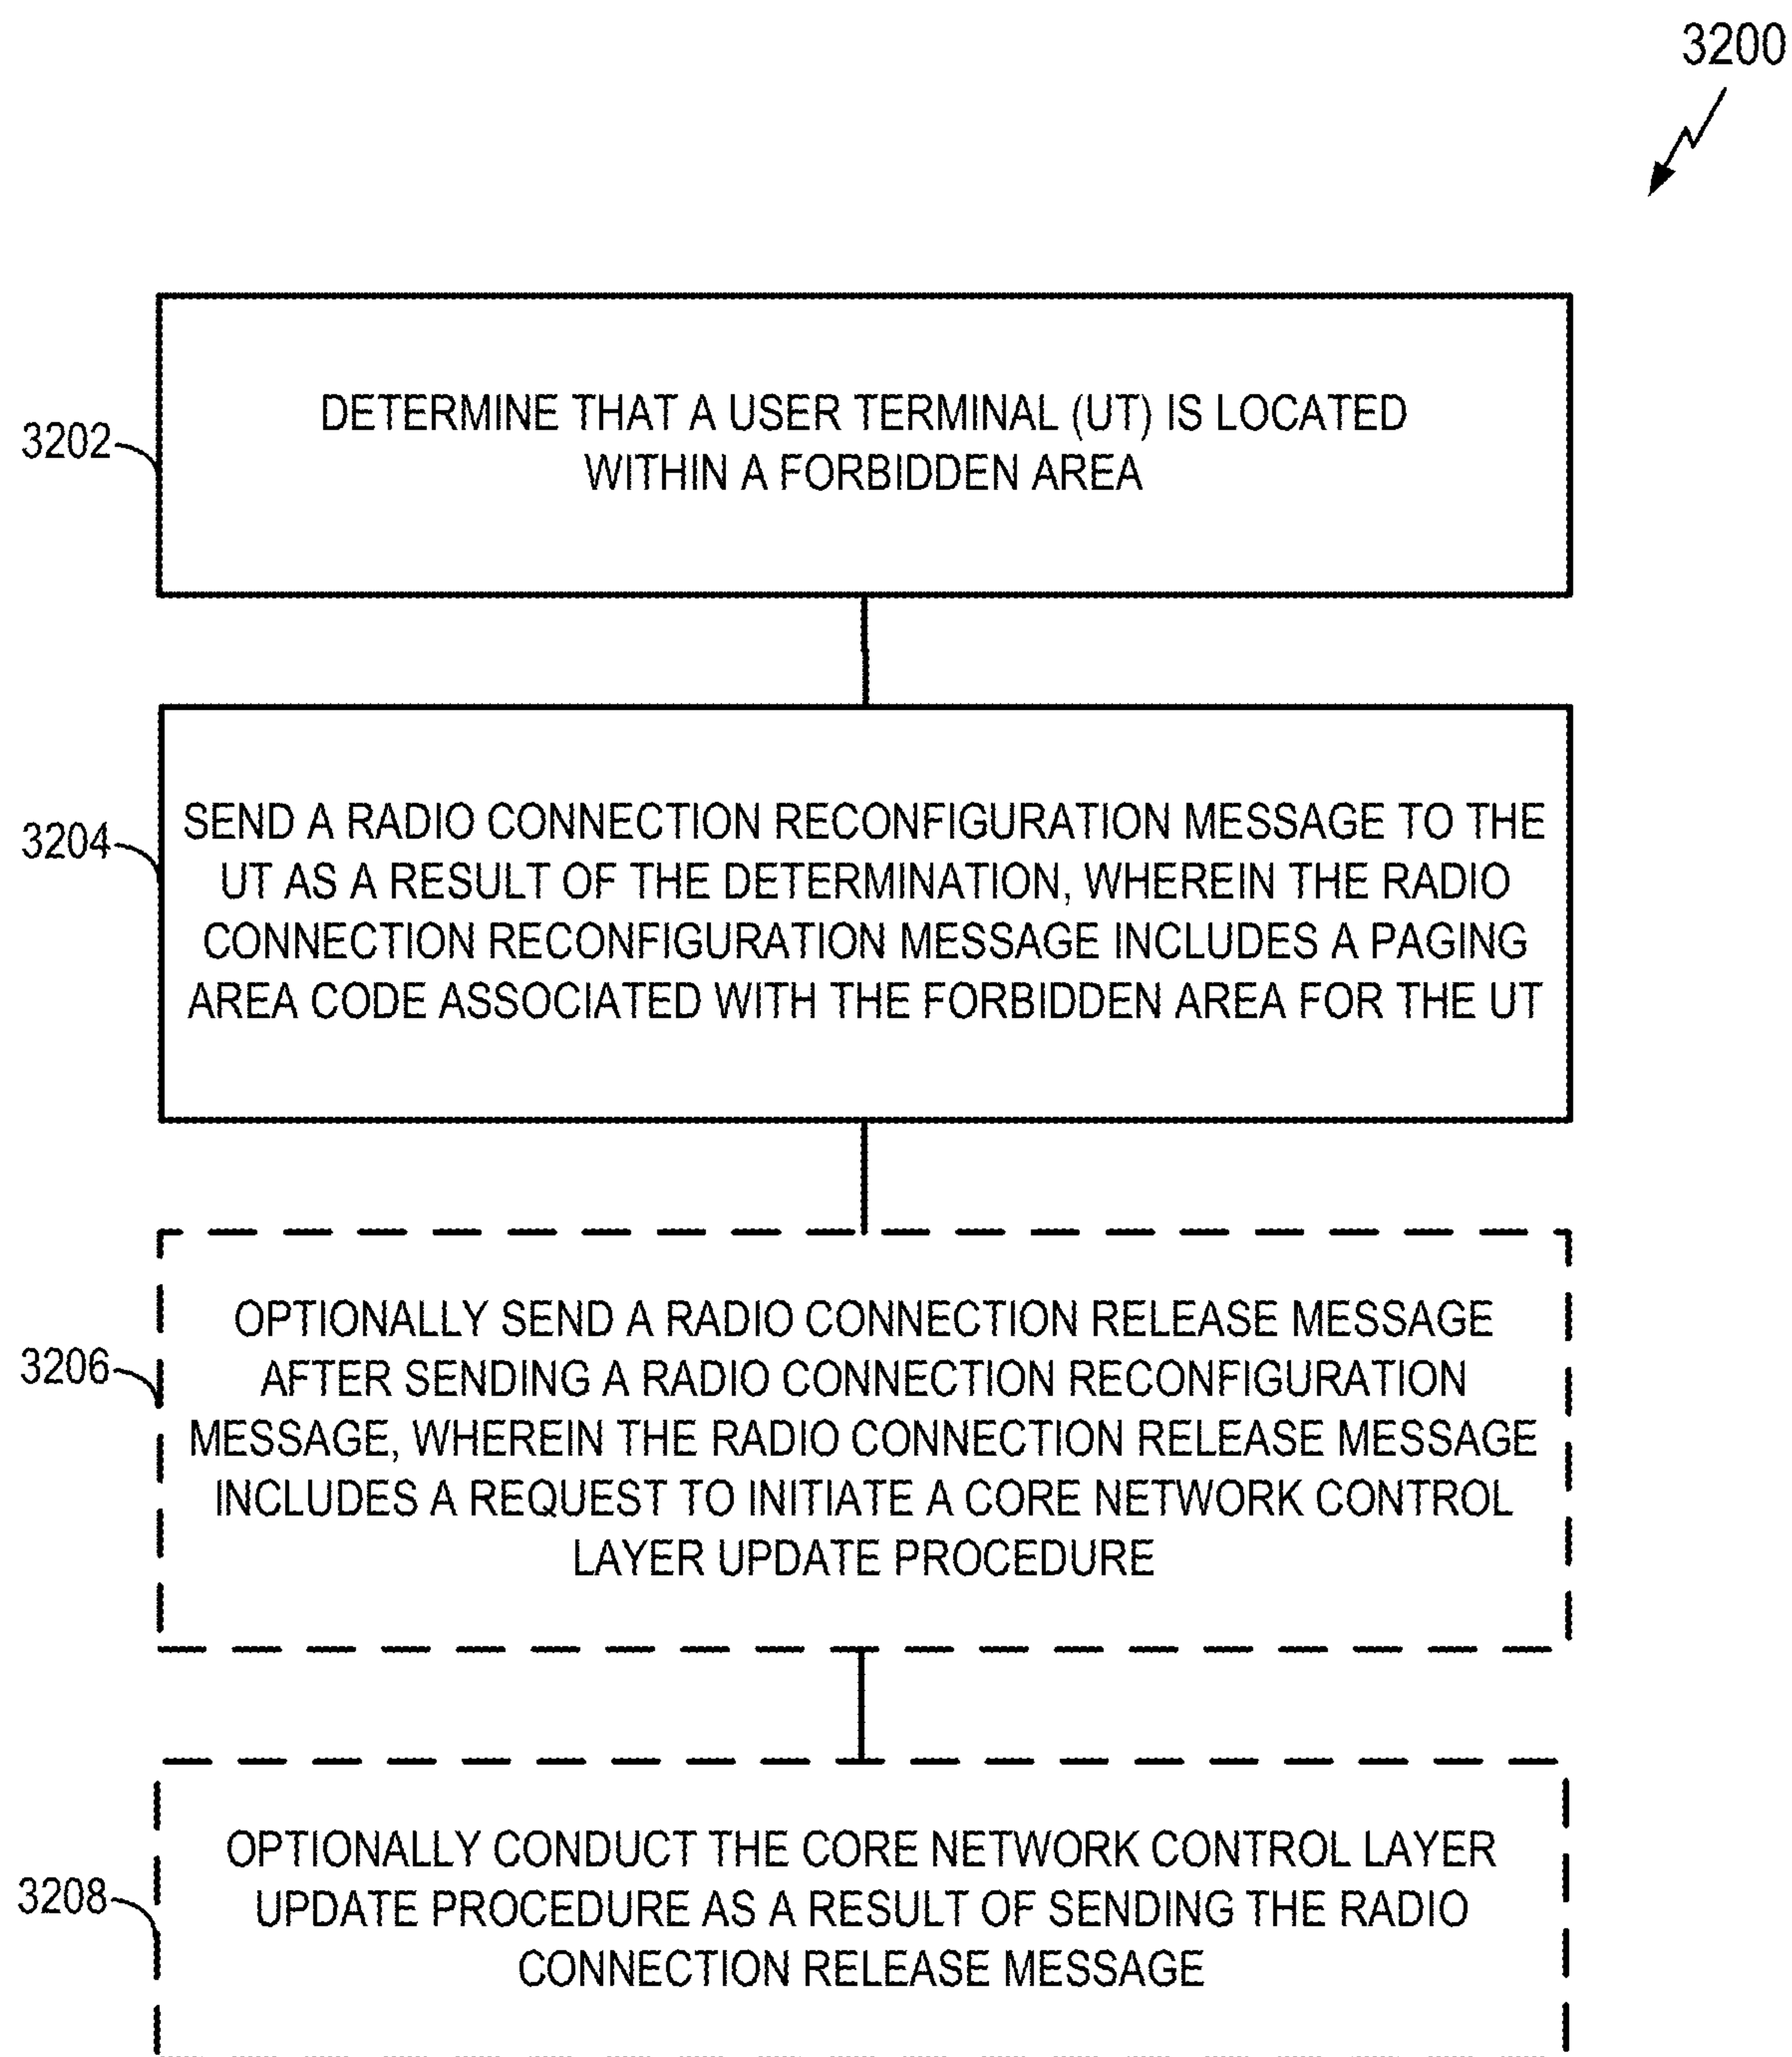 3200
3202
DETERMINE THAT A USER TERMINAL (UT) IS LOCATED
WITHIN A FORBIDDEN AREA
3204
SEND A RADIO CONNECTION RECONFIGURATION MESSAGE TO THE
UT AS A RESULT OF THE DETERMINATION, WHEREIN THE RADIO
CONNECTION RECONFIGURATION MESSAGE INCLUDES A PAGING
AREA CODE ASSOCIATED WITH THE FORBIDDEN AREA FOR THE UT
3206
OPTIONALLY SEND A RADIO CONNECTION RELEASE MESSAGE
AFTER SENDING A RADIO CONNECTION RECONFIGURATION
MESSAGE, WHEREIN THE RADIO CONNECTION RELEASE MESSAGE
INCLUDES A REQUEST TO INITIATE A CORE NETWORK CONTROL
LAYER UPDATE PROCEDURE
3208
OPTIONALLY CONDUCT THE CORE NETWORK CONTROL LAYER
UPDATE PROCEDURE AS A RESULT OF SENDING THE RADIO
CONNECTION RELEASE MESSAGE